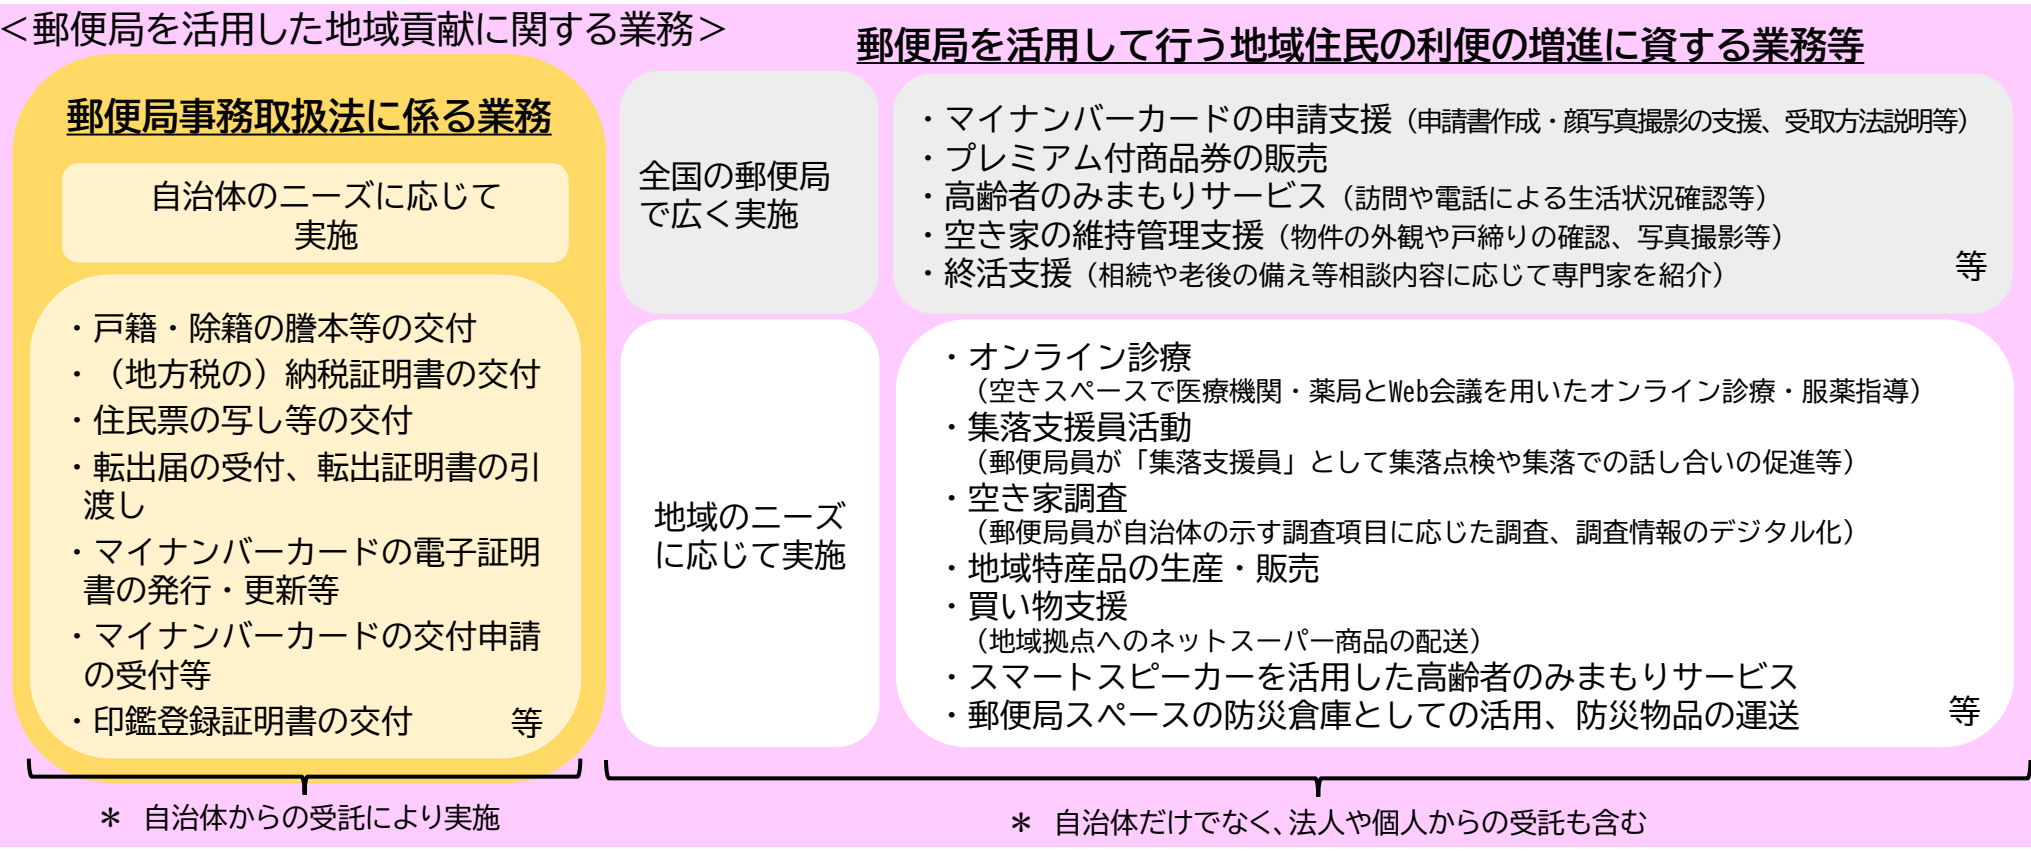 ＜郵便局を活用した地域貢献に関する業務＞
郵便局事務取扱法に係る業務
自治体のニーズに応じて
実施
・戸籍・除籍の謄本等の交付
・（地方税の）納税証明書の交付
・住民票の写し等の交付
・転出届の受付、転出証明書の引
渡し
・マイナンバーカードの電子証明
書の発行・更新等
・マイナンバーカードの交付申請
の受付等
・印鑑登録証明書の交付　等
＊　自治体からの受託により実施
郵便局を活用して行う地域住民の利便の増進に資する業務等
全国の郵便局
で広く実施
・マイナンバーカードの申請支援（申請書作成・顔写真撮影の支援、受取方法説明等）
・プレミアム付商品券の販売
・高齢者のみまもりサービス（訪問や電話による生活状況確認等）
・空き家の維持管理支援（物件の外観や戸締りの確認、写真撮影等）
・終活支援（相続や老後の備え等相談内容に応じて専門家を紹介）　等
地域のニーズ
に応じて実施
・オンライン診療
（空きスペースで医療機関・薬局とWeb会議を用いたオンライン診療・服薬指導）
・集落支援員活動
（郵便局員が「集落支援員」として集落点検や集落での話し合いの促進等）
・空き家調査
（郵便局員が自治体の示す調査項目に応じた調査、調査情報のデジタル化）
・地域特産品の生産・販売
・買い物支援
（地域拠点へのネットスーパー商品の配送）
・スマートスピーカーを活用した高齢者のみまもりサービス
・郵便局スペースの防災倉庫としての活用、防災物品の運送　等
＊　自治体だけでなく、法人や個人からの受託も含む